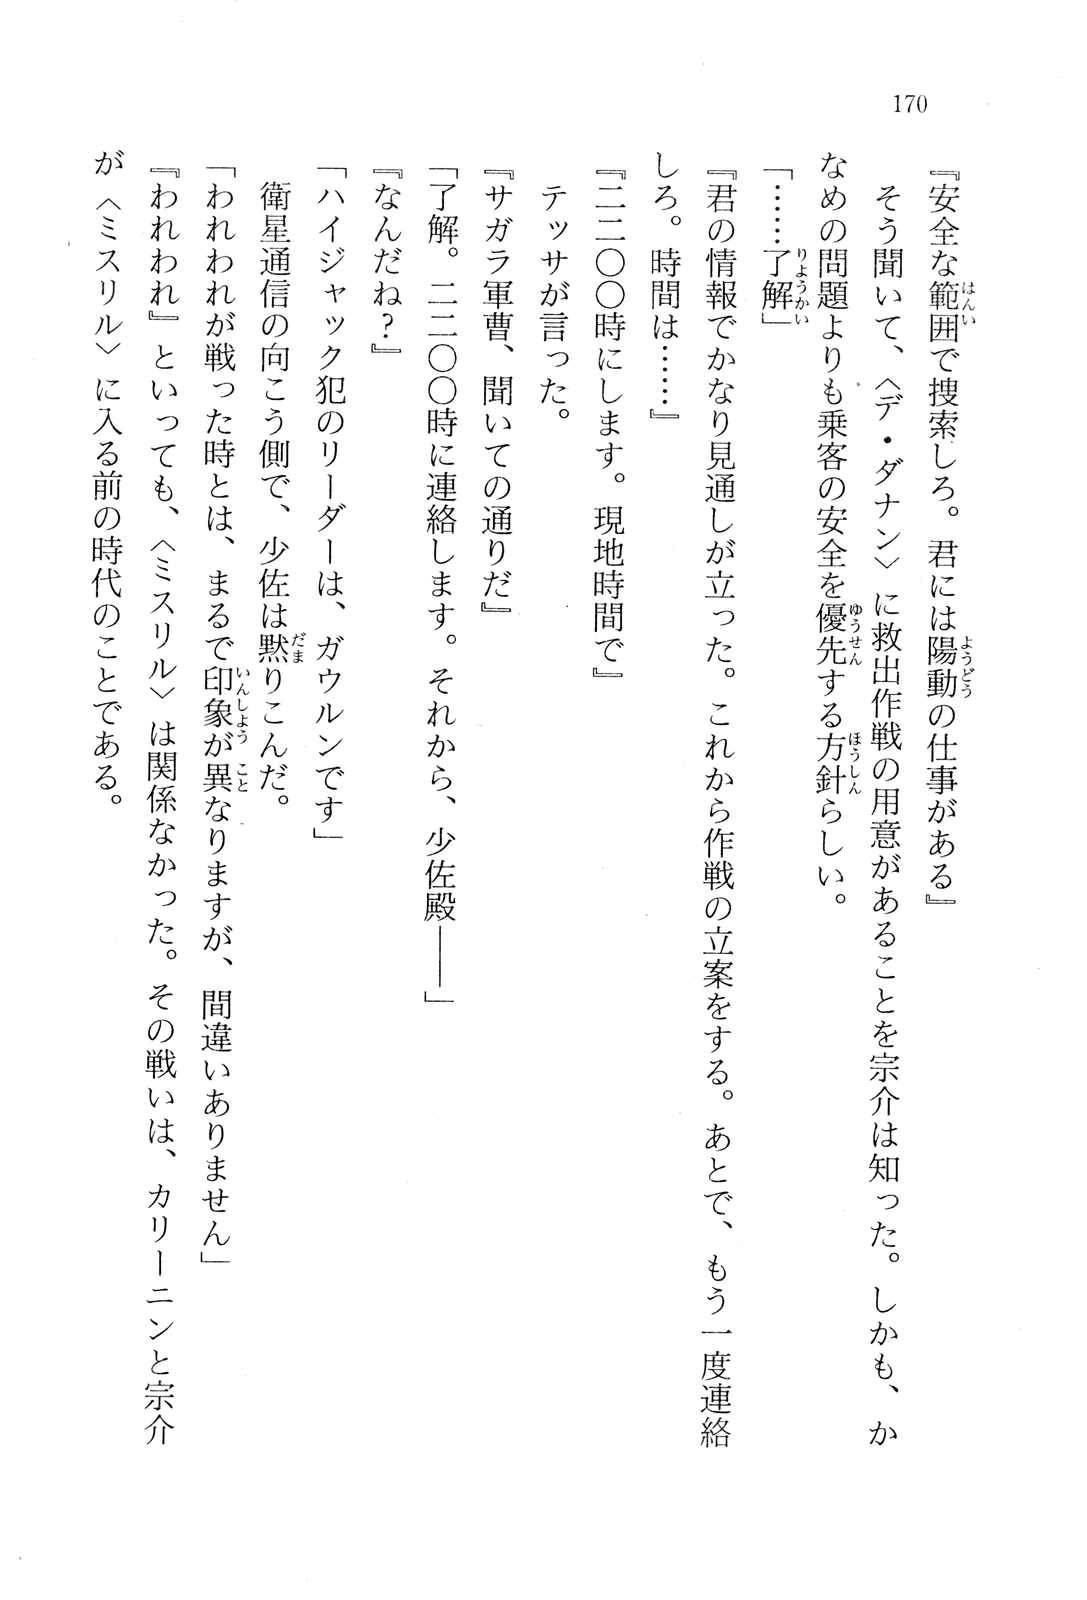 170
『安全な範囲で捜索しろ。君には陽動の仕事がある』
そう聞いて、〈デ・ダナン〉に救出作戦の用意があることを宗介は知った。しかも、か
なめの問題よりも乗客の安全を優先する方針らしい。
「……了解」
『君の情報でかなり見通しが立った。これから作戦の立案をする。あとで、もう一度連絡
しろ。時間は……』
『二二〇〇時にします。現地時間で』
テッサが言った。
『サガラ軍曹、聞いての通りだ』
「了解。二二〇〇時に連絡します。それから、少佐殿――」
『なんだね？』
「ハイジャック犯のリーダーは、ガウルンです」
衛星通信の向こう側で、少佐は黙りこんだ。
「われわれが戦った時とは、まるで印象が異なりますが、間違いありません」
『われわれ』といっても、〈ミスリル〉は関係なかった。その戦いは、カリーニンと宗介
が〈ミスリル〉に入る前の時代のことである。